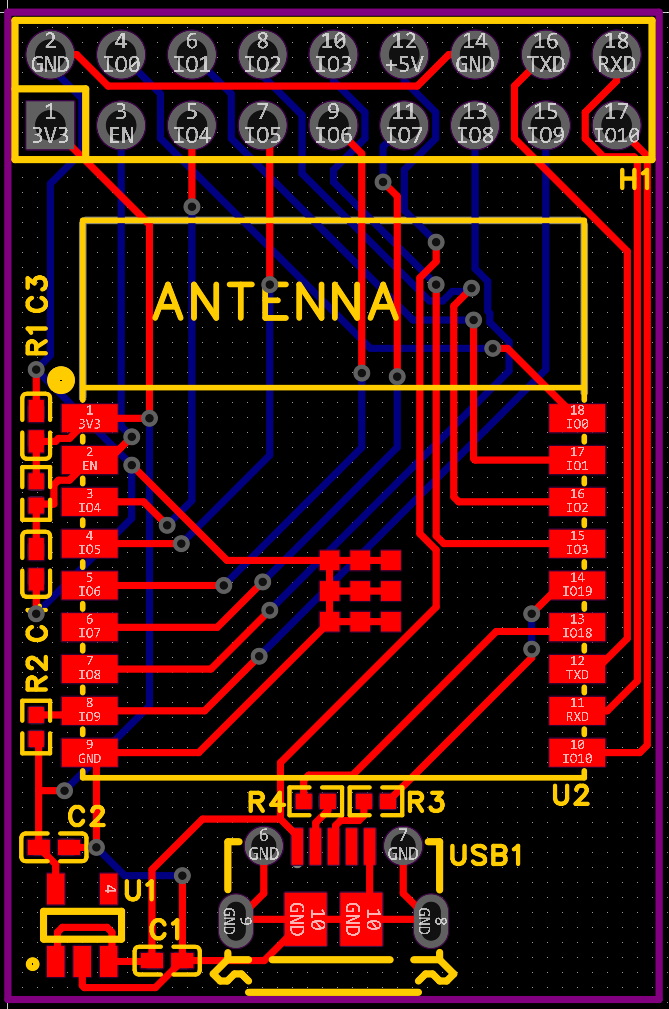 2 4 6 8 10 12 14 16 18
GND IO0 IO1 IO2 IO3 +5V GND TXD RXD
1 3 5 7 9 11 13 15 17
3V3 EN IO4 IO5 IO6 IO7 IO8 IO9 IO10
H1
ANTENNA
C3
R1
1
3V3
2
EN
3
IO4
4
IO5
5
IO6
6
IO7
7
IO8
8
IO9
9
GND
18
IO0
17
IO1
16
IO2
15
IO3
14
IO19
13
IO18
12
TXD
11
RXD
10
IO10
R2
U2
R4
R3
C2
6
GND
7
GND
USB1
4
U1
C1
GND 9
GND 10
GND 10
GND 8